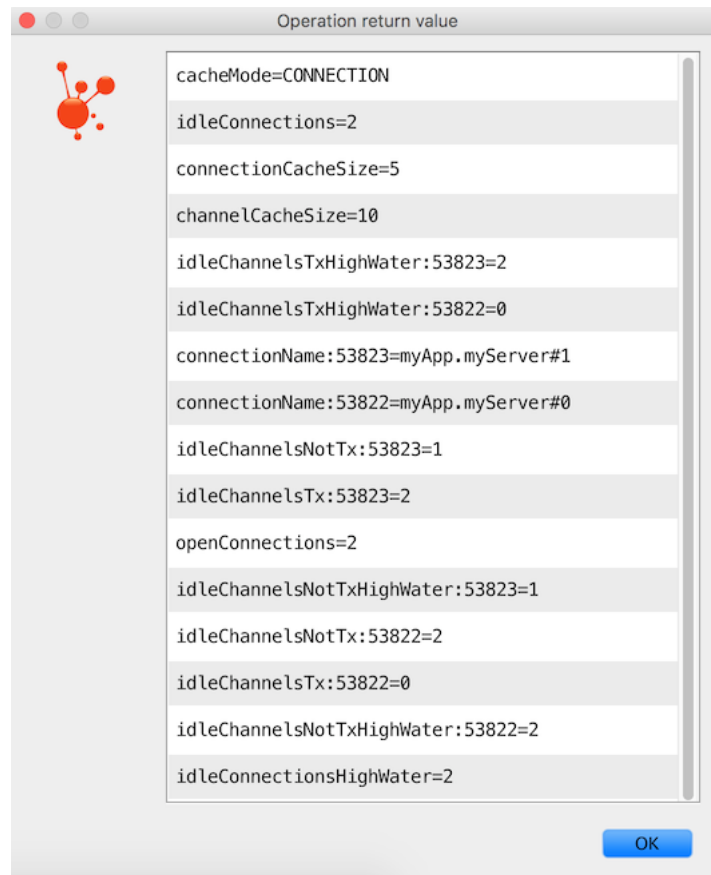 Operation return value
cacheMode=CONNECTION
idleConnections=2
connectionCacheSize=5
channelCacheSize=10
idleChannelsTxHighWater:53823=2
idleChannelsTxHighWater:53822=0
connectionName:53823=myApp.myServer#1
connectionName:53822=myApp.myServer#0
idleChannelsNotTx:53823=1
idleChannelsTx:53823=2
openConnections=2
idleChannelsNotTxHighWater:53823=1
idleChannelsNotTx:53822=2
idleChannelsTx:53822=0
idleChannelsNotTxHighWater:53822=2
idleConnectionsHighWater=2
OK